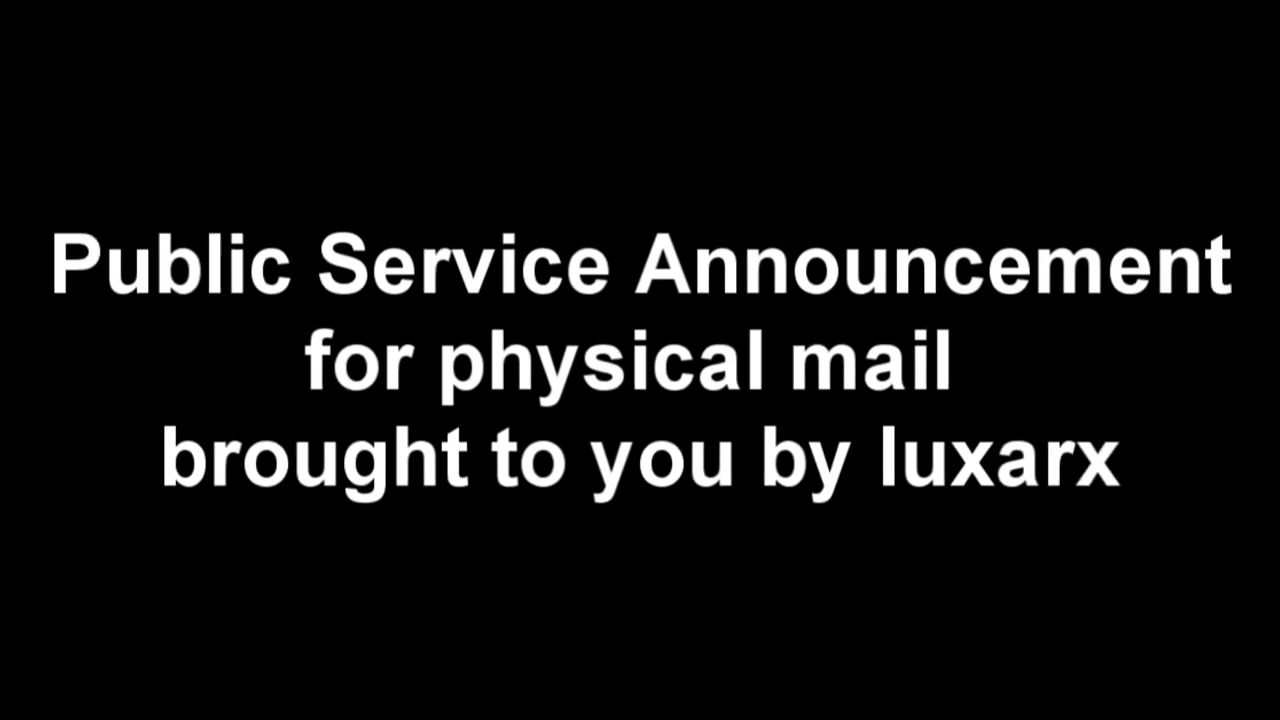 Public Service Announcement
for physical mail
brought to you by luxarx